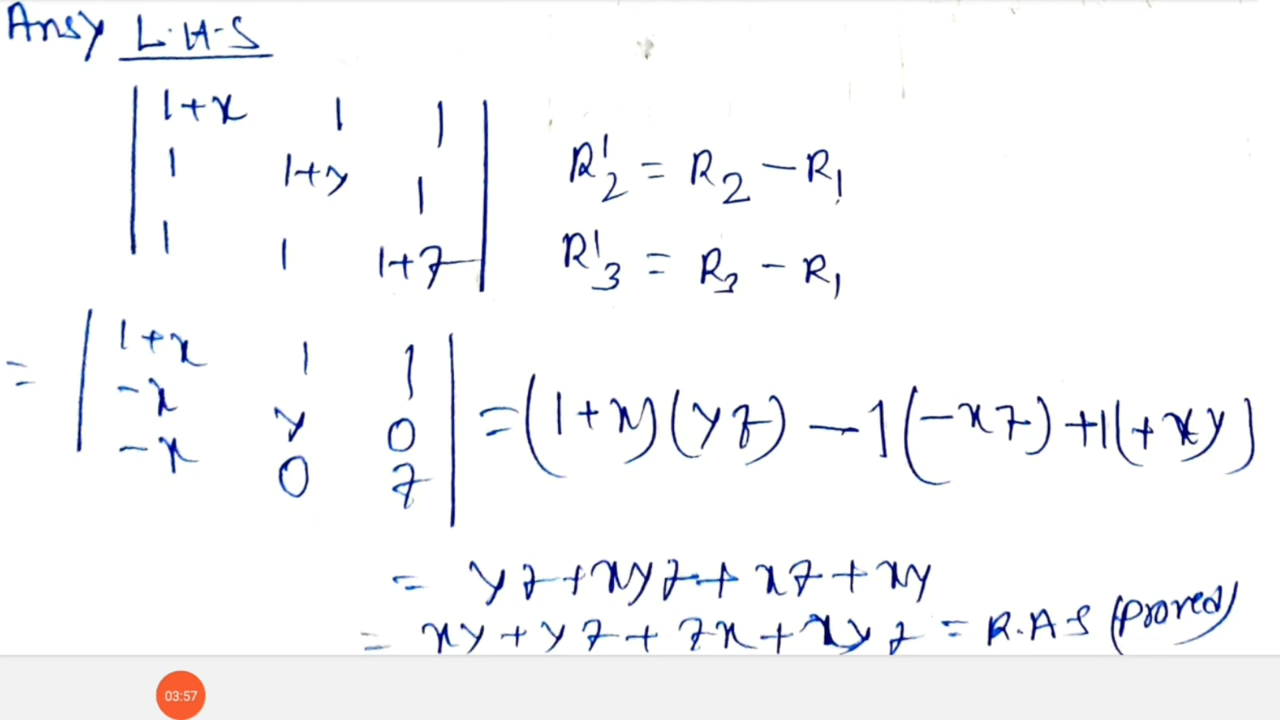 Ansy L.H.S
| 1+x 1 1 |
| 1 1+y 1 | R'2 = R2 - R1
| 1 1 1+z | R'3 = R3 - R1
= | 1+x 1 1 |
| -x y 0 | = (1+x)(yz) - 1(-xz) + 1(+xy)
| -x 0 z |
= yz + xyz + xz + xy
= xy + yz + zx + xyz = R.H.S (proved)
03:57